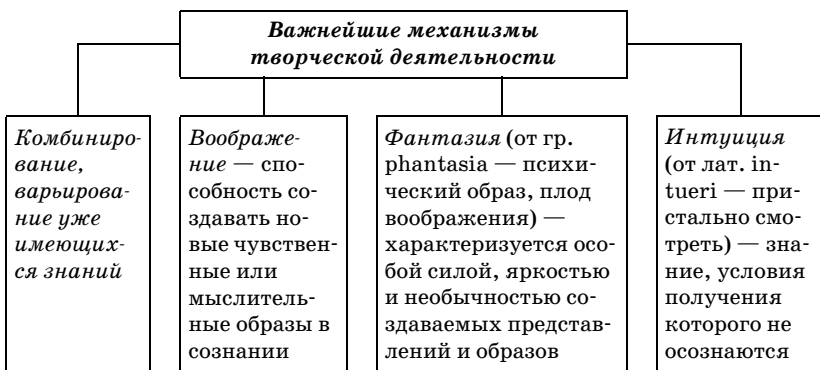 Важнейшие механизмы
творческой деятельности
Комбиниро-
вание,
варьирова-
ние уже
имеющих-
ся знаний
Воображе-
ние — спо-
собность со-
здавать но-
вые чувствен-
ные или
мыслитель-
ные образы в
сознании
Фантазия (от гр.
phantasia — психи-
ческий образ, плод
воображения) —
характеризуется осо-
бой силой, яркостью
и необычностью со-
здаваемых представ-
лений и образов
Интуиция
(от лат. in-
tueri — при-
стально смо-
треть) — зна-
ние, условия
получения
которого не
осознаются